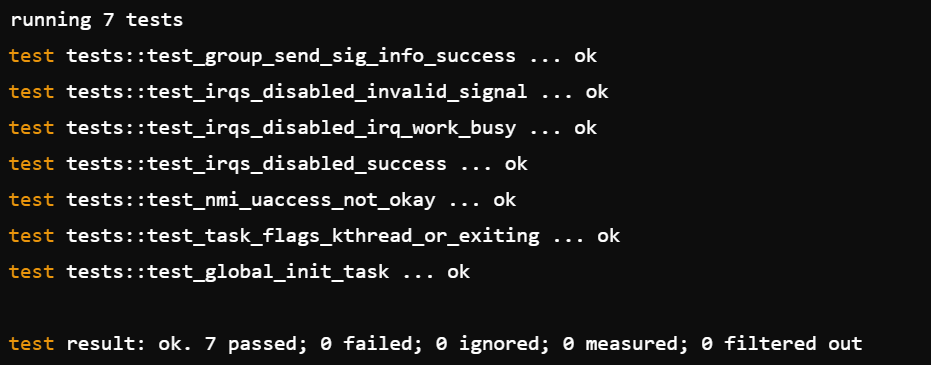 running 7 tests
test tests::test_group_send_sig_info_success ... ok
test tests::test_irqs_disabled_invalid_signal ... ok
test tests::test_irqs_disabled_irq_work_busy ... ok
test tests::test_irqs_disabled_success ... ok
test tests::test_nmi_uaccess_not_okay ... ok
test tests::test_task_flags_kthread_or_exiting ... ok
test tests::test_global_init_task ... ok
test result: ok. 7 passed; 0 failed; 0 ignored; 0 measured; 0 filtered out